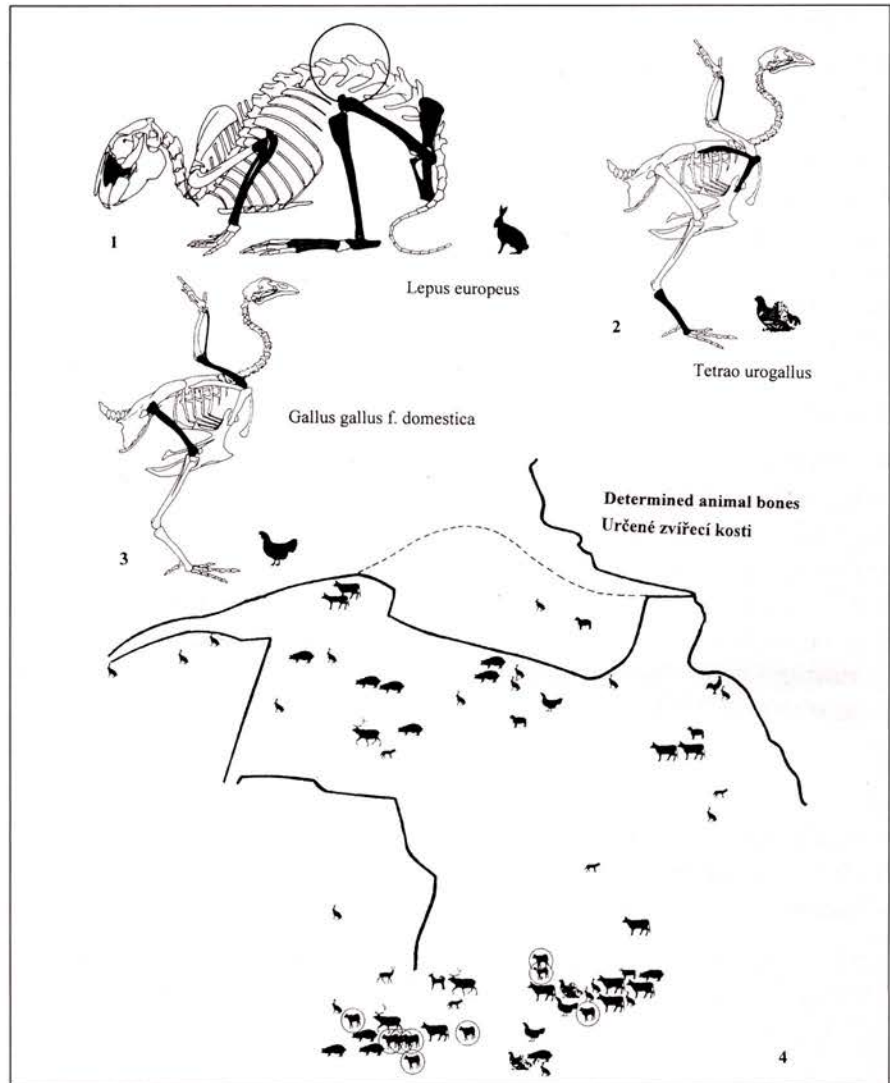 1
Lepus europeus
2
Tetrao urogallus
Gallus gallus f. domestica
3
Determined animal bones
Určené zvířecí kosti
4